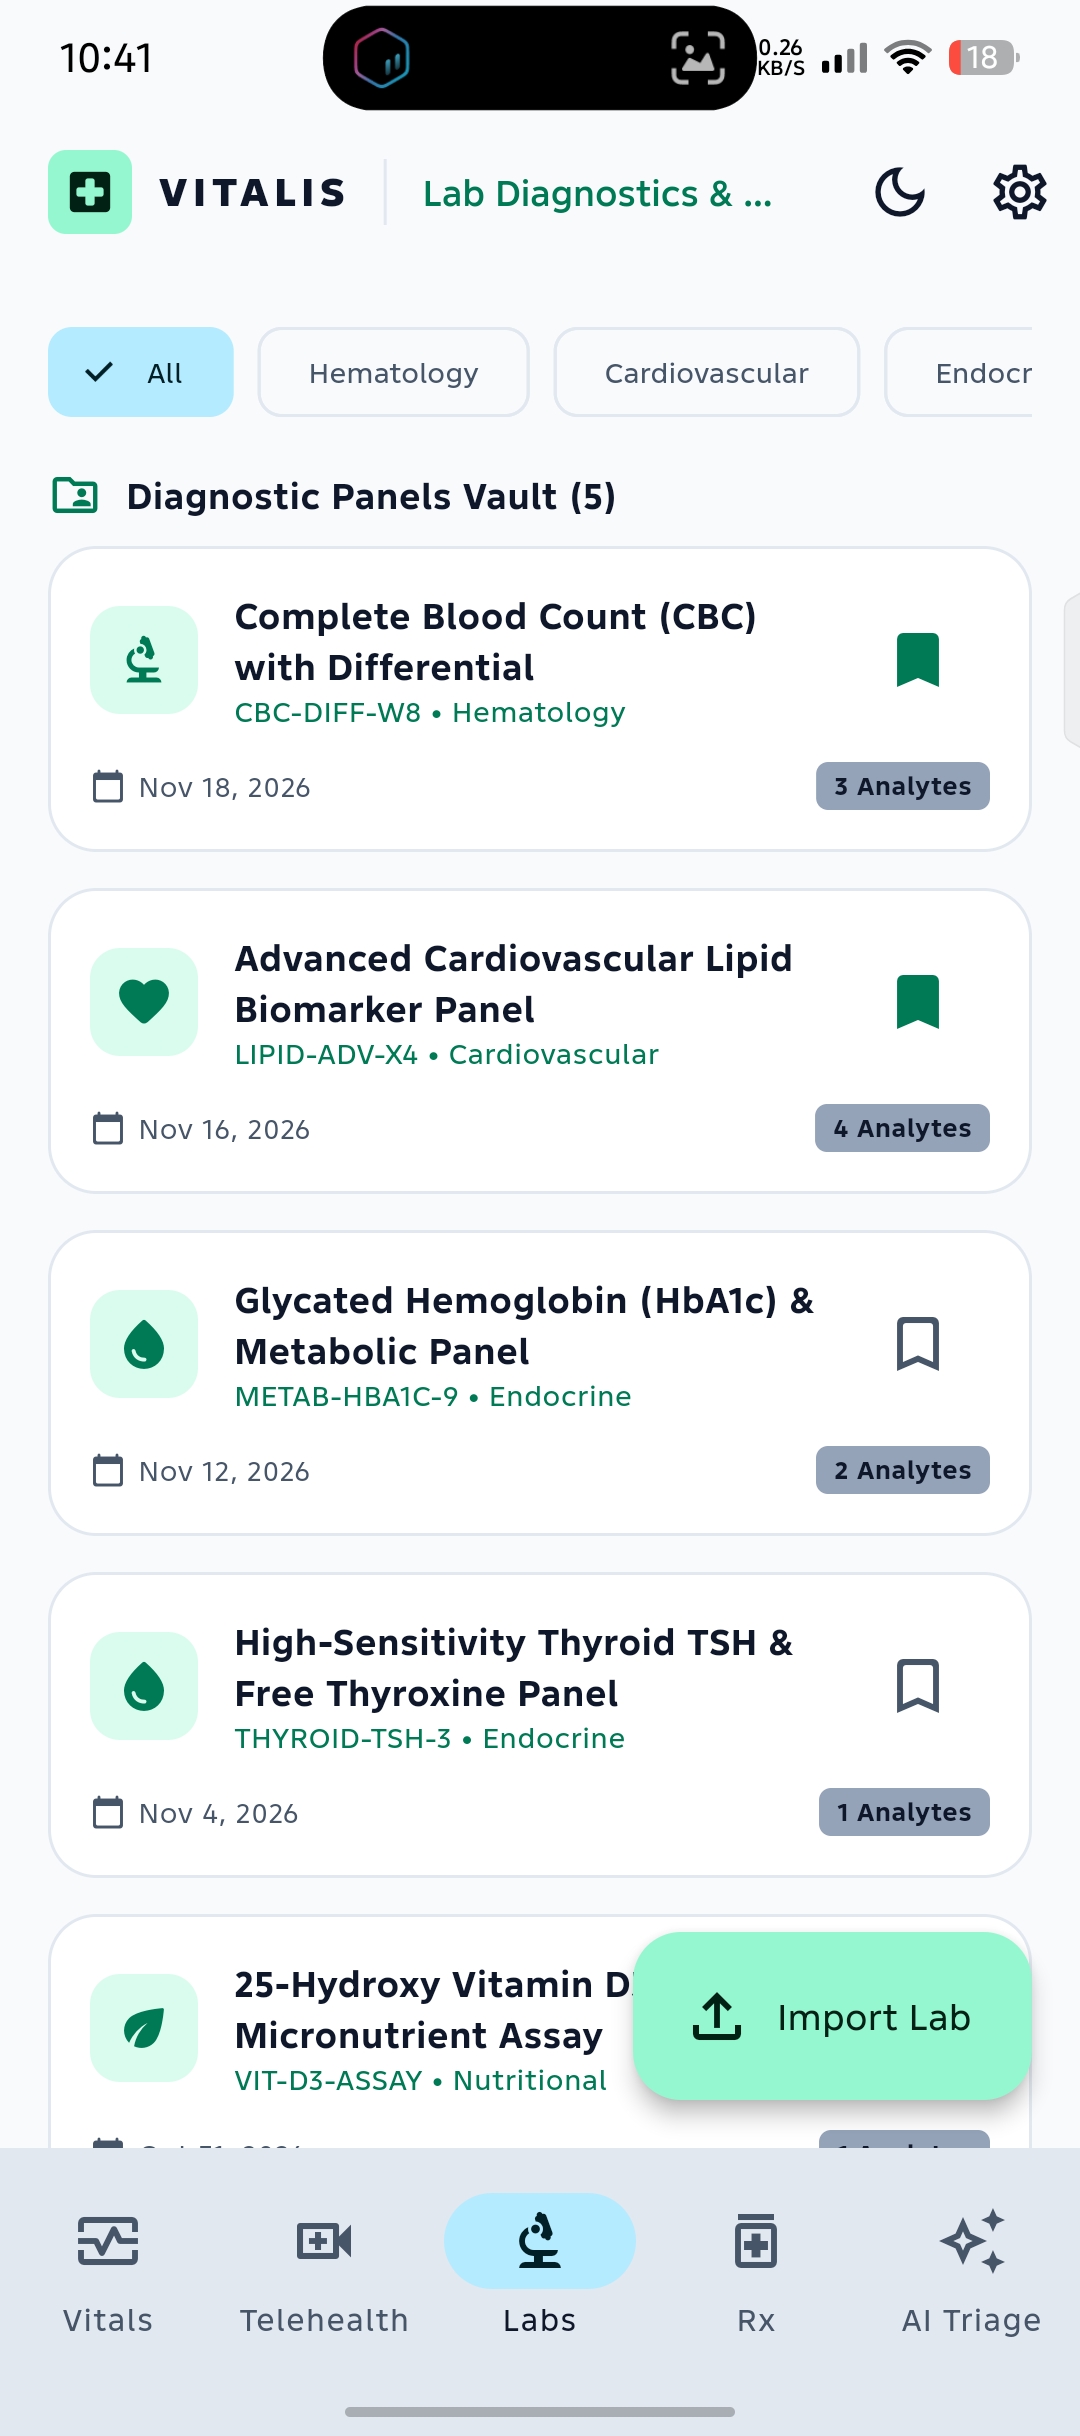 10:41
0.26
KB/S
18
VITALIS
Lab Diagnostics & ...
All
Hematology
Cardiovascular
Endocr
Diagnostic Panels Vault (5)
Complete Blood Count (CBC)
with Differential
CBC-DIFF-W8 • Hematology
Nov 18, 2026
3 Analytes
Advanced Cardiovascular Lipid
Biomarker Panel
LIPID-ADV-X4 • Cardiovascular
Nov 16, 2026
4 Analytes
Glycated Hemoglobin (HbA1c) &
Metabolic Panel
METAB-HBA1C-9 • Endocrine
Nov 12, 2026
2 Analytes
High-Sensitivity Thyroid TSH &
Free Thyroxine Panel
THYROID-TSH-3 • Endocrine
Nov 4, 2026
1 Analytes
25-Hydroxy Vitamin
Micronutrient Assay
VIT-D3-ASSAY • Nutritional
Import Lab
Vitals
Telehealth
Labs
Rx
AI Triage